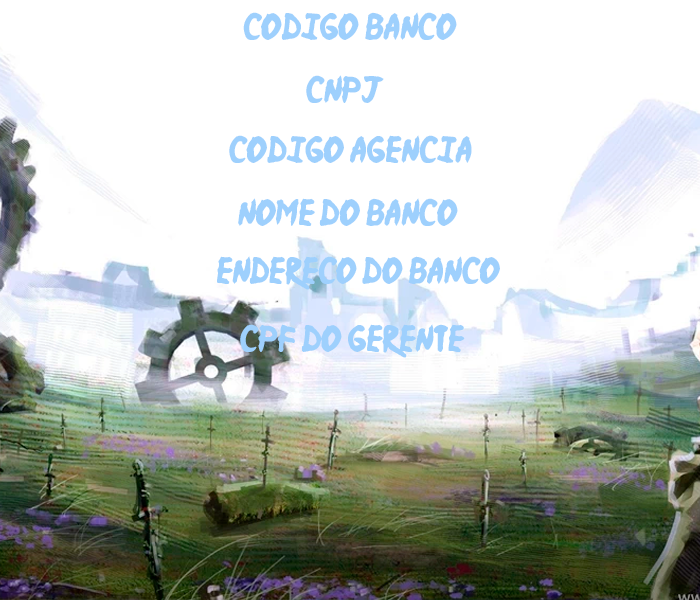 CODIGO BANCO
CNPJ
CODIGO AGENCIA
NOME DO BANCO
ENDERECO DO BANCO
CPF DO GERENTE